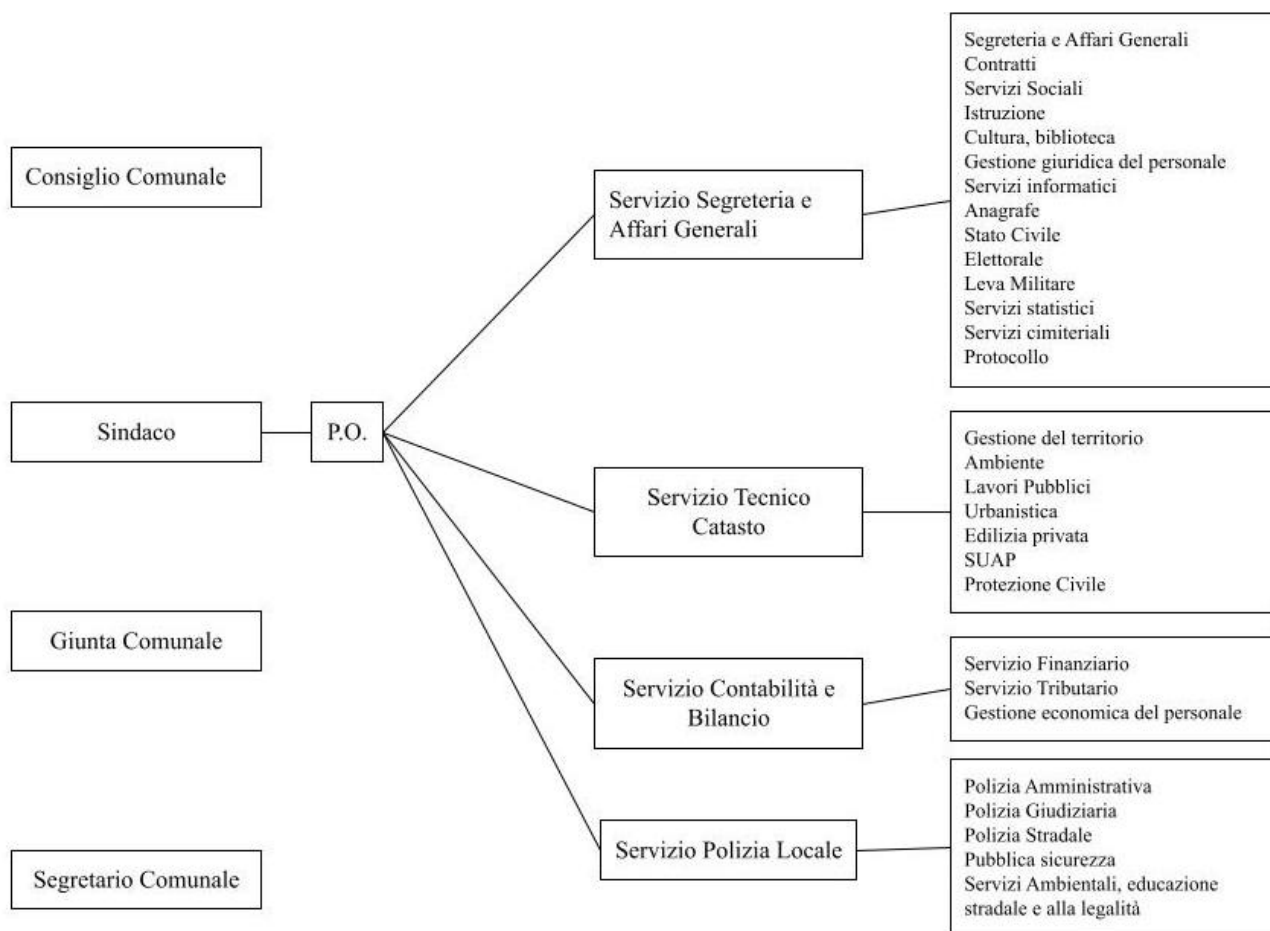 Consiglio Comunale
Sindaco
Giunta Comunale
Segretario Comunale
P.O.
Servizio Segreteria e
Affari Generali
Servizio Tecnico
Catasto
Servizio Contabilità e
Bilancio
Servizio Polizia Locale
Segreteria e Affari Generali
Contratti
Servizi Sociali
Istruzione
Cultura, biblioteca
Gestione giuridica del personale
Servizi informatici
Anagrafe
Stato Civile
Elettorale
Leva Militare
Servizi statistici
Servizi cimiteriali
Protocollo
Gestione del territorio
Ambiente
Lavori Pubblici
Urbanistica
Edilizia privata
SUAP
Protezione Civile
Servizio Finanziario
Servizio Tributario
Gestione economica del personale
Polizia Amministrativa
Polizia Giudiziaria
Polizia Stradale
Pubblica sicurezza
Servizi Ambientali, educazione
stradale e alla legalità